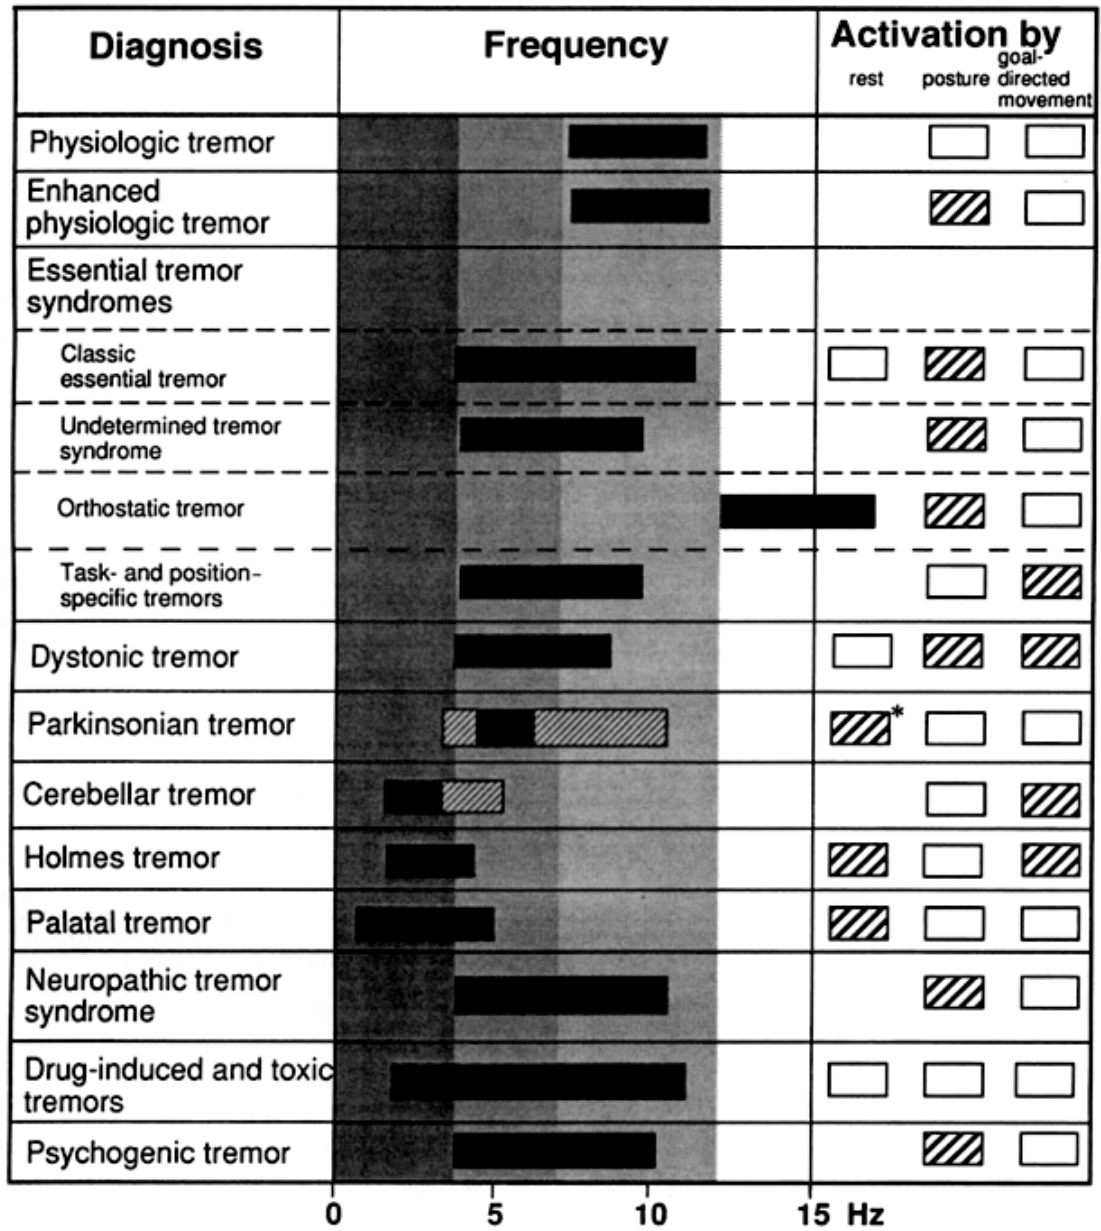 Diagnosis
Frequency
Activation by
rest
posture
goal-
directed
movement
Physiologic tremor
Enhanced
physiologic tremor
Essential tremor
syndromes
Classic
essential tremor
Undetermined tremor
syndrome
Orthostatic tremor
Task- and position-
specific tremors
Dystonic tremor
Parkinsonian tremor
*
Cerebellar tremor
Holmes tremor
Palatal tremor
Neuropathic tremor
syndrome
Drug-induced and toxic
tremors
Psychogenic tremor
0 5 10 15 Hz